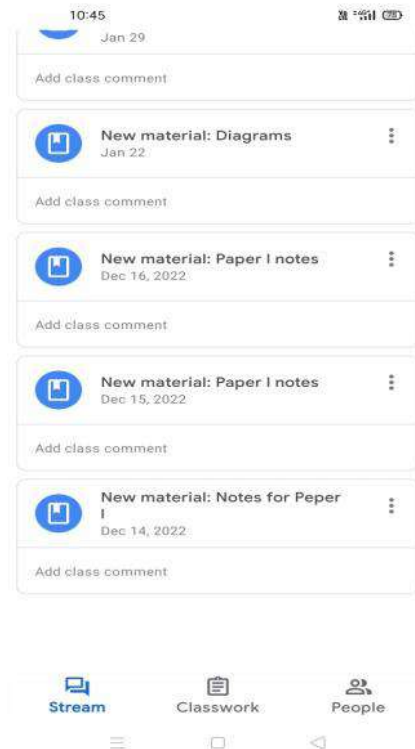 10:45
Jan 29
Add class comment
New material: Diagrams
Jan 22
Add class comment
New material: Paper I notes
Dec 16, 2022
Add class comment
New material: Paper I notes
Dec 15, 2022
Add class comment
New material: Notes for Peper
I
Dec 14, 2022
Add class comment
Stream Classwork People